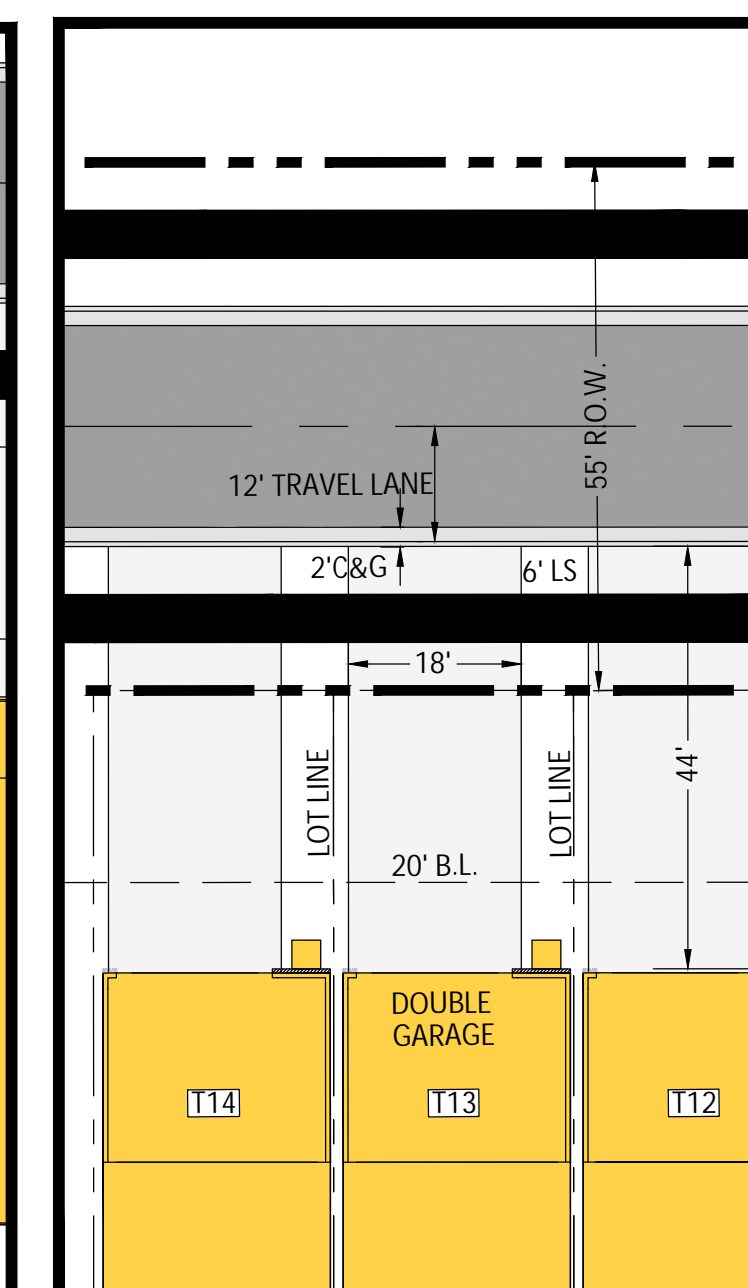 55' R.O.W.
12' TRAVEL LANE
2'C&G
6' LS
18'
44'
LOT LINE
LOT LINE
20' B.L.
DOUBLE
GARAGE
T14
T13
T12